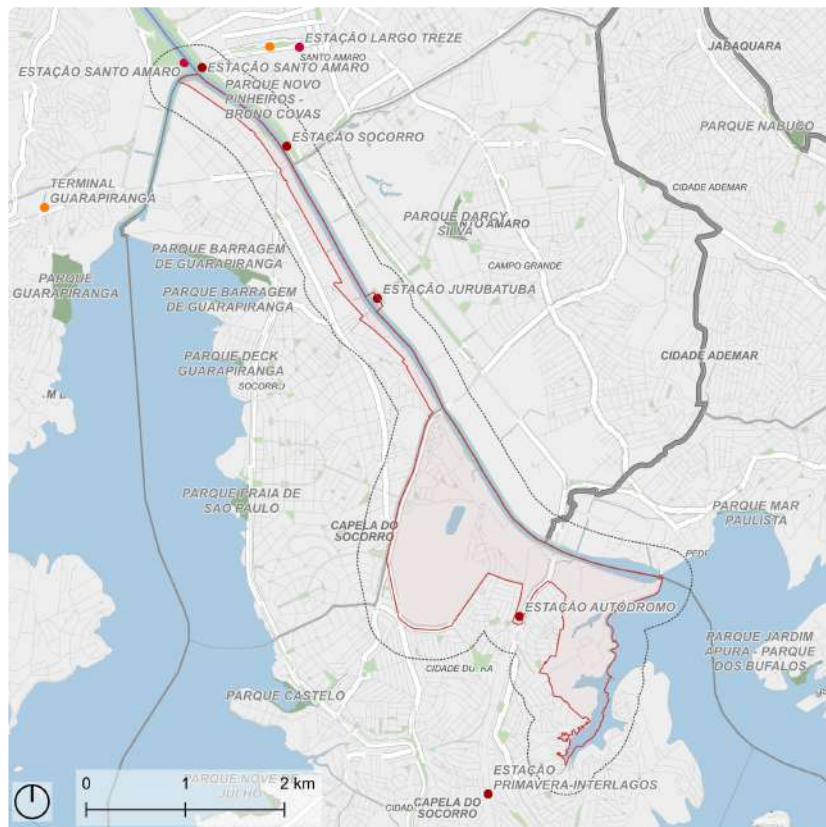 ESTAÇÃO LARGO TREZE
JABAQUARA
SANTO AMARO
ESTAÇÃO SANTO AMARO
ESTAÇÃO SANTO AMARO
PARQUE NOVO
PINHEIROS -
BRUNO COVAS
PARQUE NABUCO
ESTAÇÃO SOCORRO
TERMINAL
GUARAPIRANGA
CIDADE ADEMAR
PARQUE DARCY
SILVA
NTO AMARO
PARQUE BARRAGEM
DE GUARAPIRANGA
CAMPO GRANDE
PARQUE
GUARAPIRANGA
PARQUE BARRAGEM
DE GUARAPIRANGA
ESTAÇÃO JURUBATUBA
PARQUE DECK
GUARAPIRANGA
SOCORRO
CIDADE ADEMAR
PARQUE PRAIA DE
SÃO PAULO
CAPELA DO
SOCORRO
PARQUE MAR
PAULISTA
PEDR
ESTAÇÃO AUTÓDROMO
PARQUE JARDIM
APURÁ - PARQUE
DOS BÚFALOS
CIDADE DUTRA
PARQUE CASTELO
ESTAÇÃO
PRIMAVERA-INTERLAGOS
PARQUE NOVE DE
JULHO
CAPELA DO
SOCORRO
CIDAD
0 1 2 km